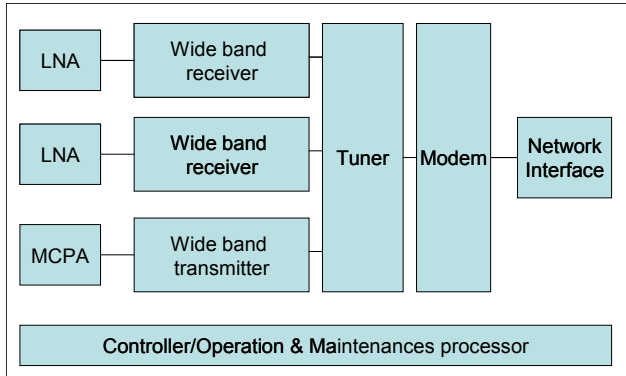 LNA
Wide band
receiver
LNA
Wide band
receiver
MCPA
Wide band
transmitter
Tuner
Modem
Network
Interface
Controller/Operation & Maintenances processor